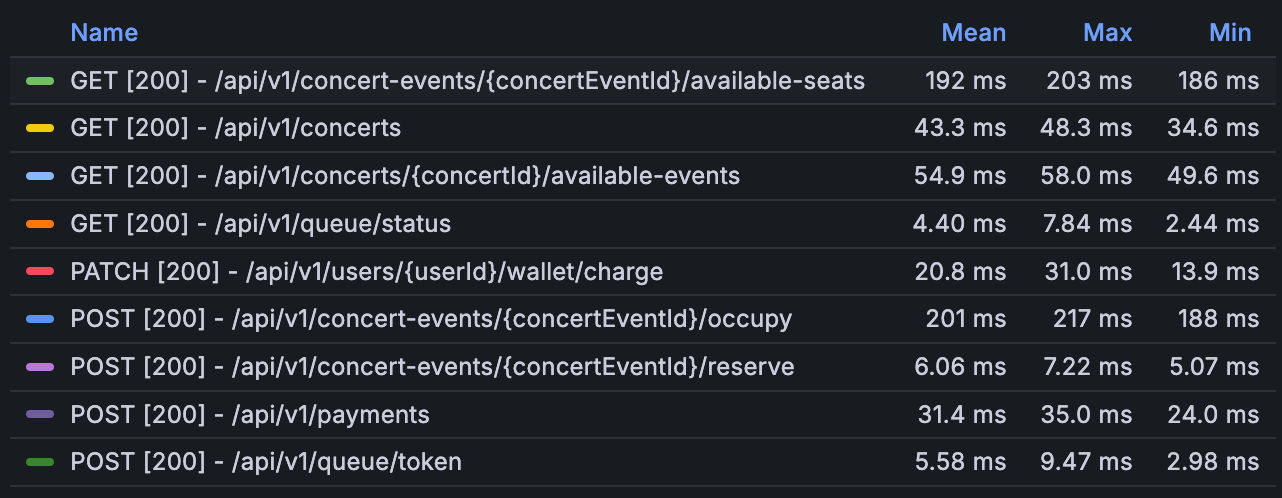 Name Mean Max Min
GET [200] - /api/v1/concert-events/{concertEventId}/available-seats 192 ms 203 ms 186 ms
GET [200] - /api/v1/concerts 43.3 ms 48.3 ms 34.6 ms
GET [200] - /api/v1/concerts/{concertId}/available-events 54.9 ms 58.0 ms 49.6 ms
GET [200] - /api/v1/queue/status 4.40 ms 7.84 ms 2.44 ms
PATCH [200] - /api/v1/users/{userId}/wallet/charge 20.8 ms 31.0 ms 13.9 ms
POST [200] - /api/v1/concert-events/{concertEventId}/occupy 201 ms 217 ms 188 ms
POST [200] - /api/v1/concert-events/{concertEventId}/reserve 6.06 ms 7.22 ms 5.07 ms
POST [200] - /api/v1/payments 31.4 ms 35.0 ms 24.0 ms
POST [200] - /api/v1/queue/token 5.58 ms 9.47 ms 2.98 ms